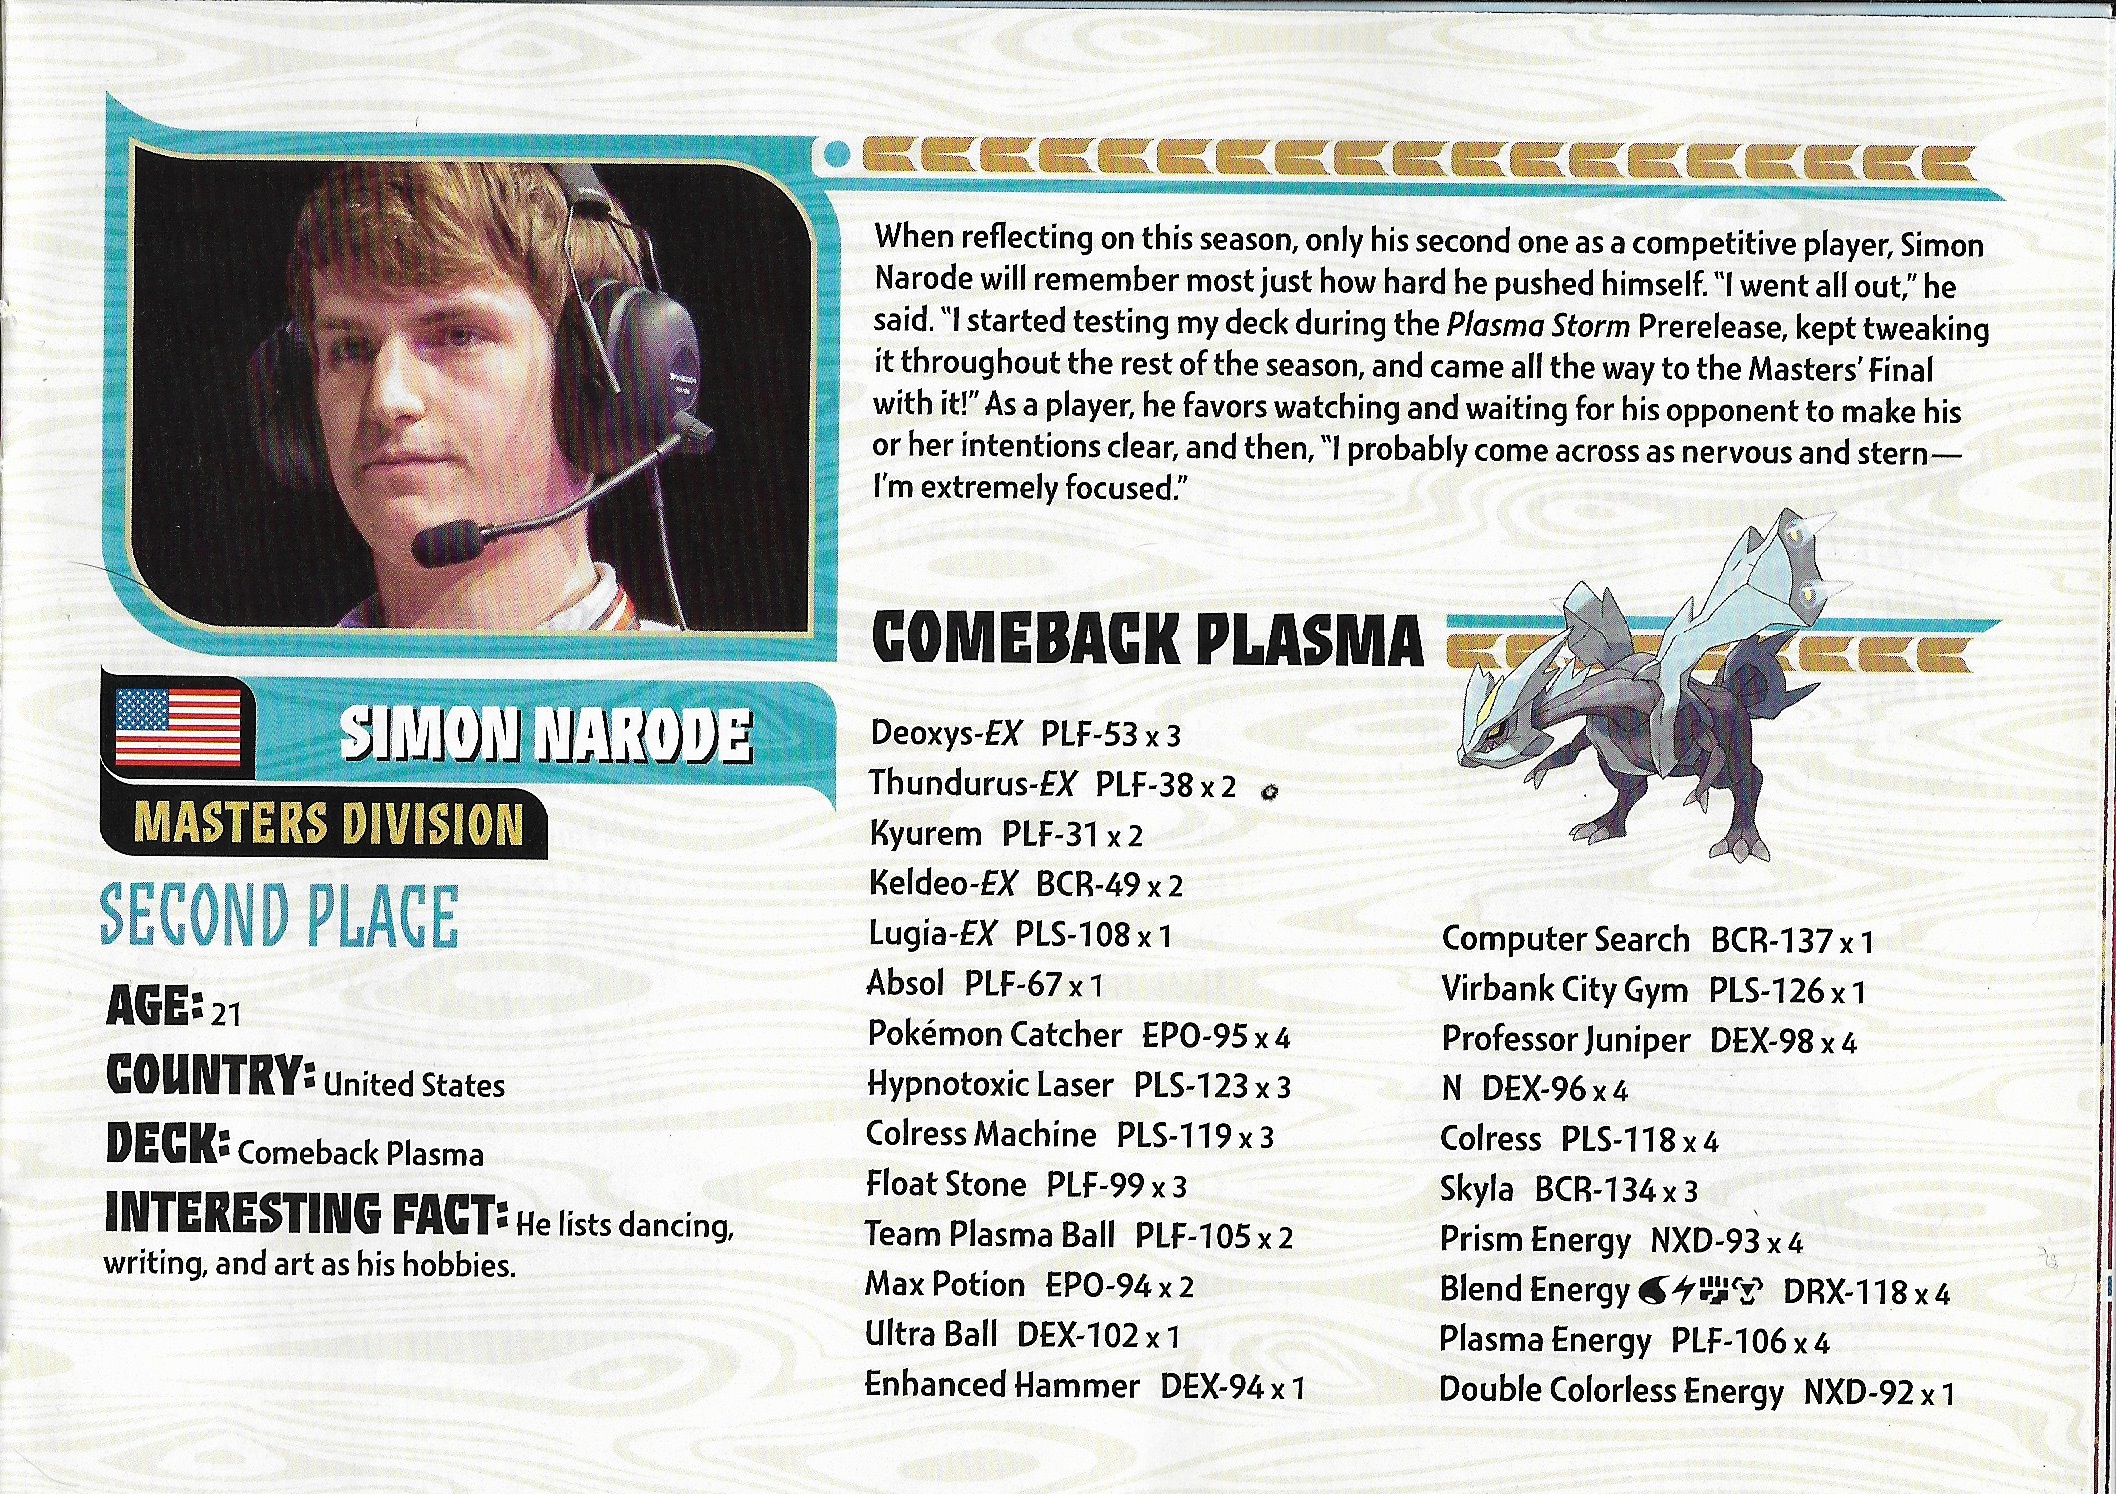 When reflecting on this season, only his second one as a competitive player, Simon
Narode will remember most just how hard he pushed himself. “I went all out,” he
said. “I started testing my deck during the Plasma Storm Prerelease, kept tweaking
it throughout the rest of the season, and came all the way to the Masters’ Final
with it!” As a player, he favors watching and waiting for his opponent to make his
or her intentions clear, and then, “I probably come across as nervous and stern—
I’m extremely focused.”
SIMON NARODE
MASTERS DIVISION
SECOND PLACE
AGE: 21
COUNTRY: United States
DECK: Comeback Plasma
INTERESTING FACT: He lists dancing,
writing, and art as his hobbies.
COMEBACK PLASMA
Deoxys-EX PLF-53 x 3
Thundurus-EX PLF-38 x 2
Kyurem PLF-31 x 2
Keldeo-EX BCR-49 x 2
Lugia-EX PLS-108 x 1
Absol PLF-67 x 1
Pokémon Catcher EPO-95 x 4
Hypnotoxic Laser PLS-123 x 3
Colress Machine PLS-119 x 3
Float Stone PLF-99 x 3
Team Plasma Ball PLF-105 x 2
Max Potion EPO-94 x 2
Ultra Ball DEX-102 x 1
Enhanced Hammer DEX-94 x 1
Computer Search BCR-137 x 1
Virbank City Gym PLS-126 x 1
Professor Juniper DEX-98 x 4
N DEX-96 x 4
Colress PLS-118 x 4
Skyla BCR-134 x 3
Prism Energy NXD-93 x 4
Blend Energy DRX-118 x 4
Plasma Energy PLF-106 x 4
Double Colorless Energy NXD-92 x 1